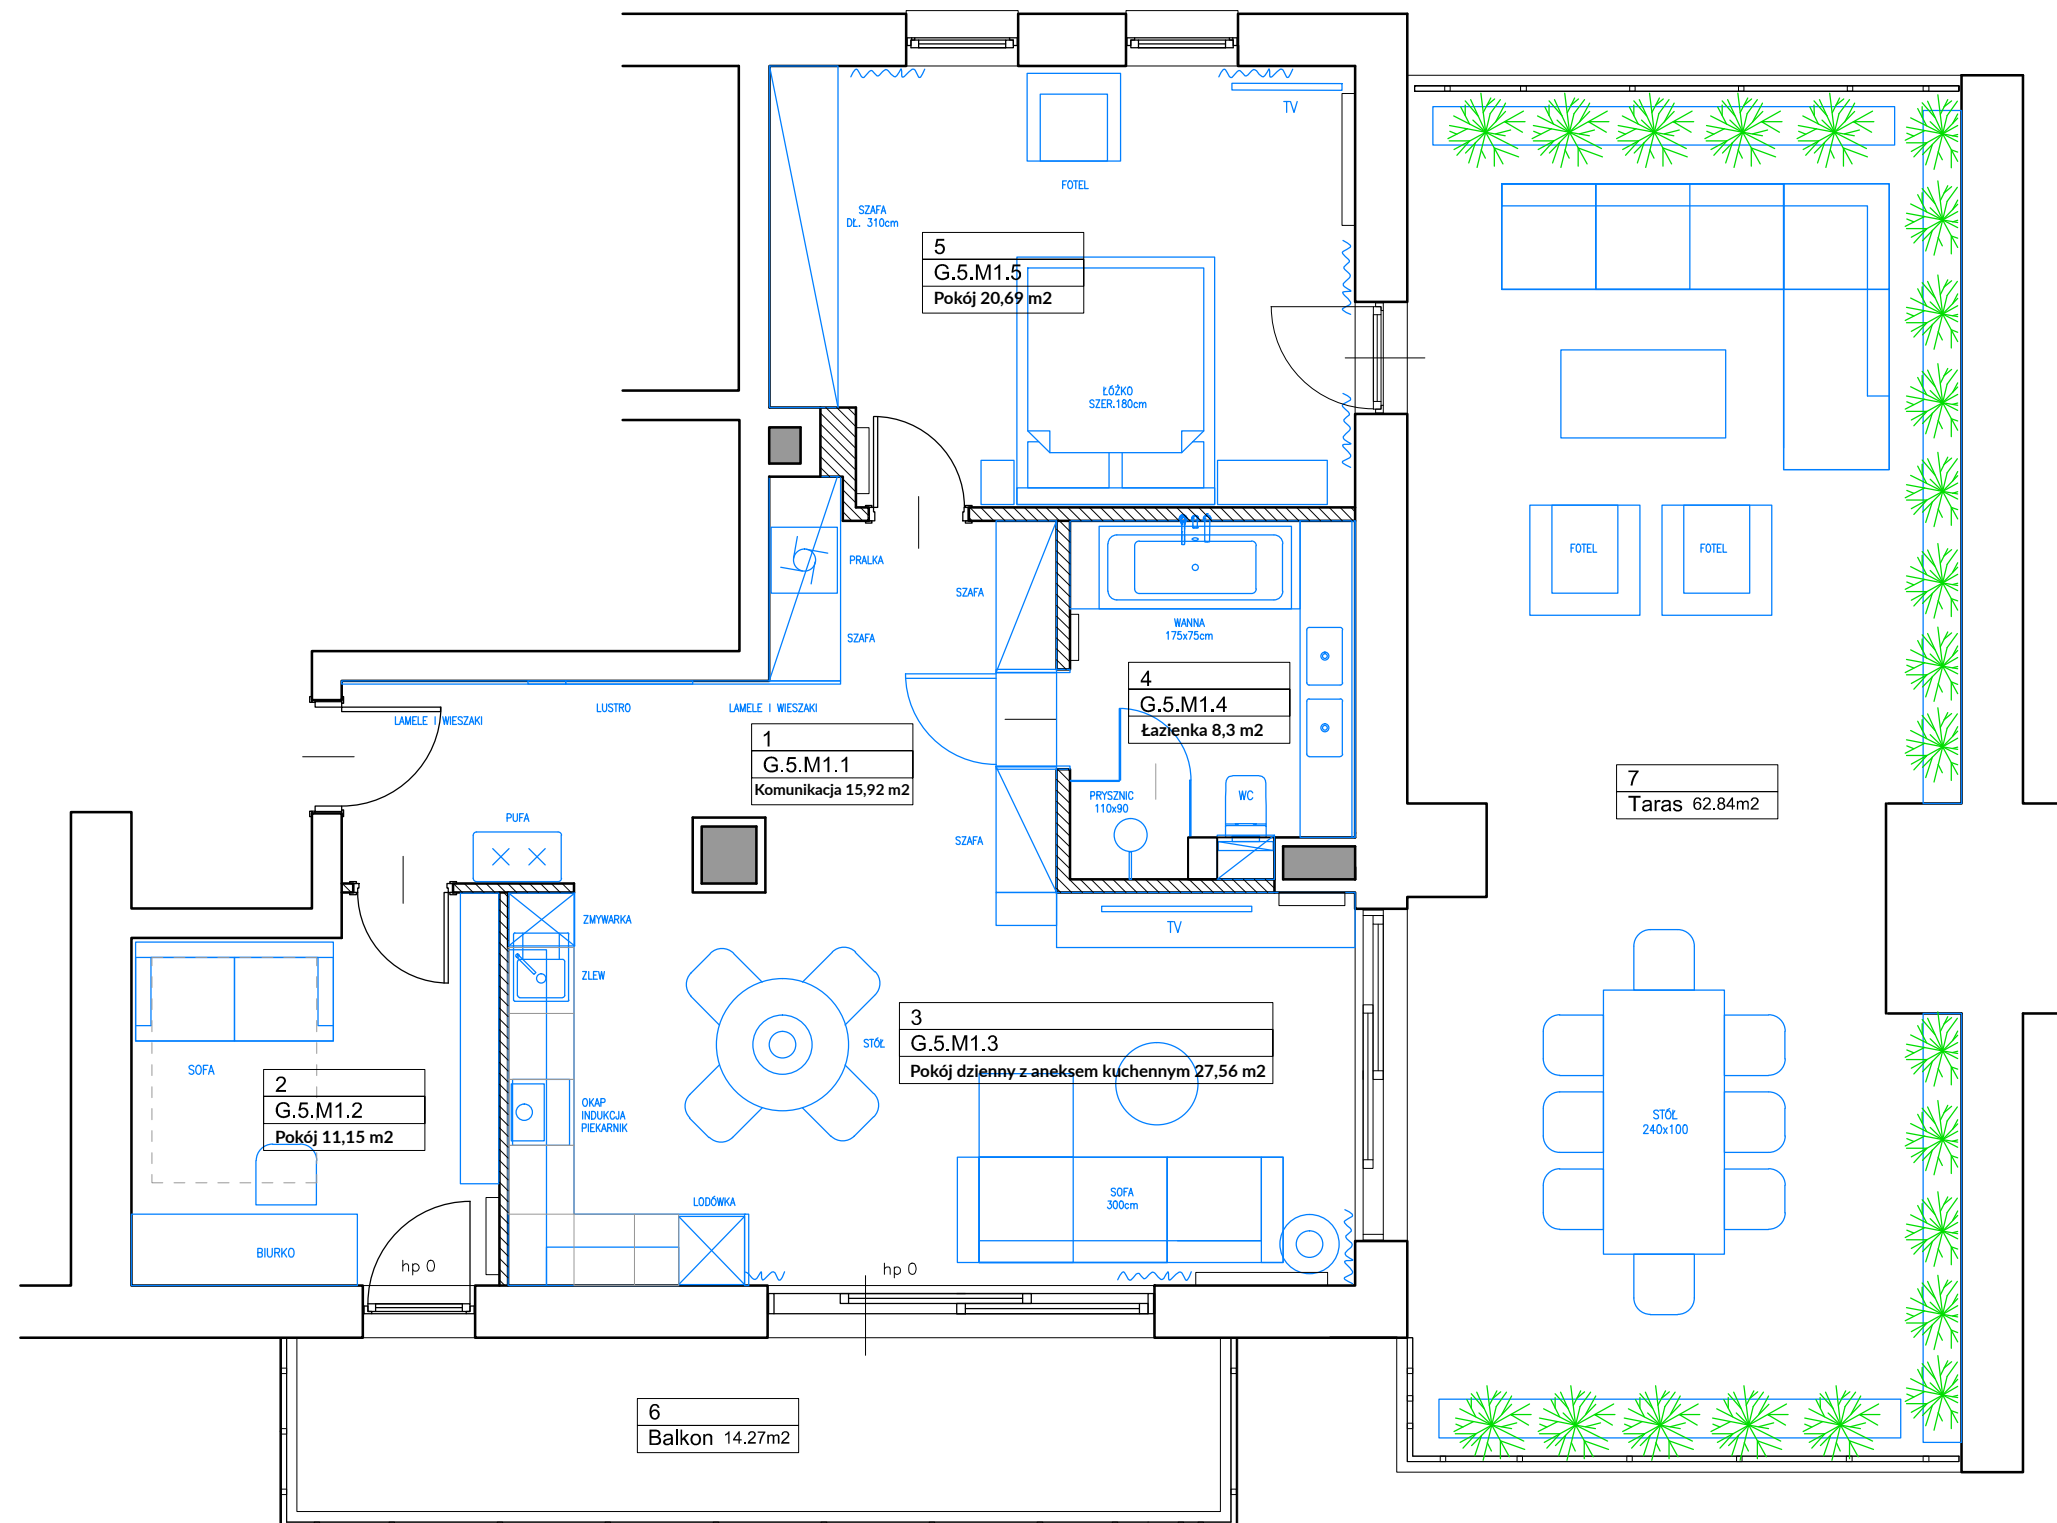 TV
FOTEL
SZAFA
DŁ. 310cm
5
G.5.M1.5
Pokój 20,69 m2
ŁÓŻKO
SZER.180cm
PRALKA
SZAFA
SZAFA
WANNA
175x75cm
FOTEL
FOTEL
4
G.5.M1.4
Łazienka 8,3 m2
LAMELE I WIESZAKI
LUSTRO
LAMELE I WIESZAKI
1
G.5.M1.1
Komunikacja 15,92 m2
PRYSZNIC
110x90
WC
7
Taras 62.84m2
PUFA
SZAFA
ZMYWARKA
TV
ZLEW
STÓŁ
3
G.5.M1.3
Pokój dzienny z aneksem kuchennym 27,56 m2
SOFA
2
G.5.M1.2
Pokój 11,15 m2
OKAP
INDUKCJA
PIEKARNIK
STÓŁ
240x100
LODÓWKA
SOFA
300cm
BIURKO
hp 0
hp 0
6
Balkon 14.27m2